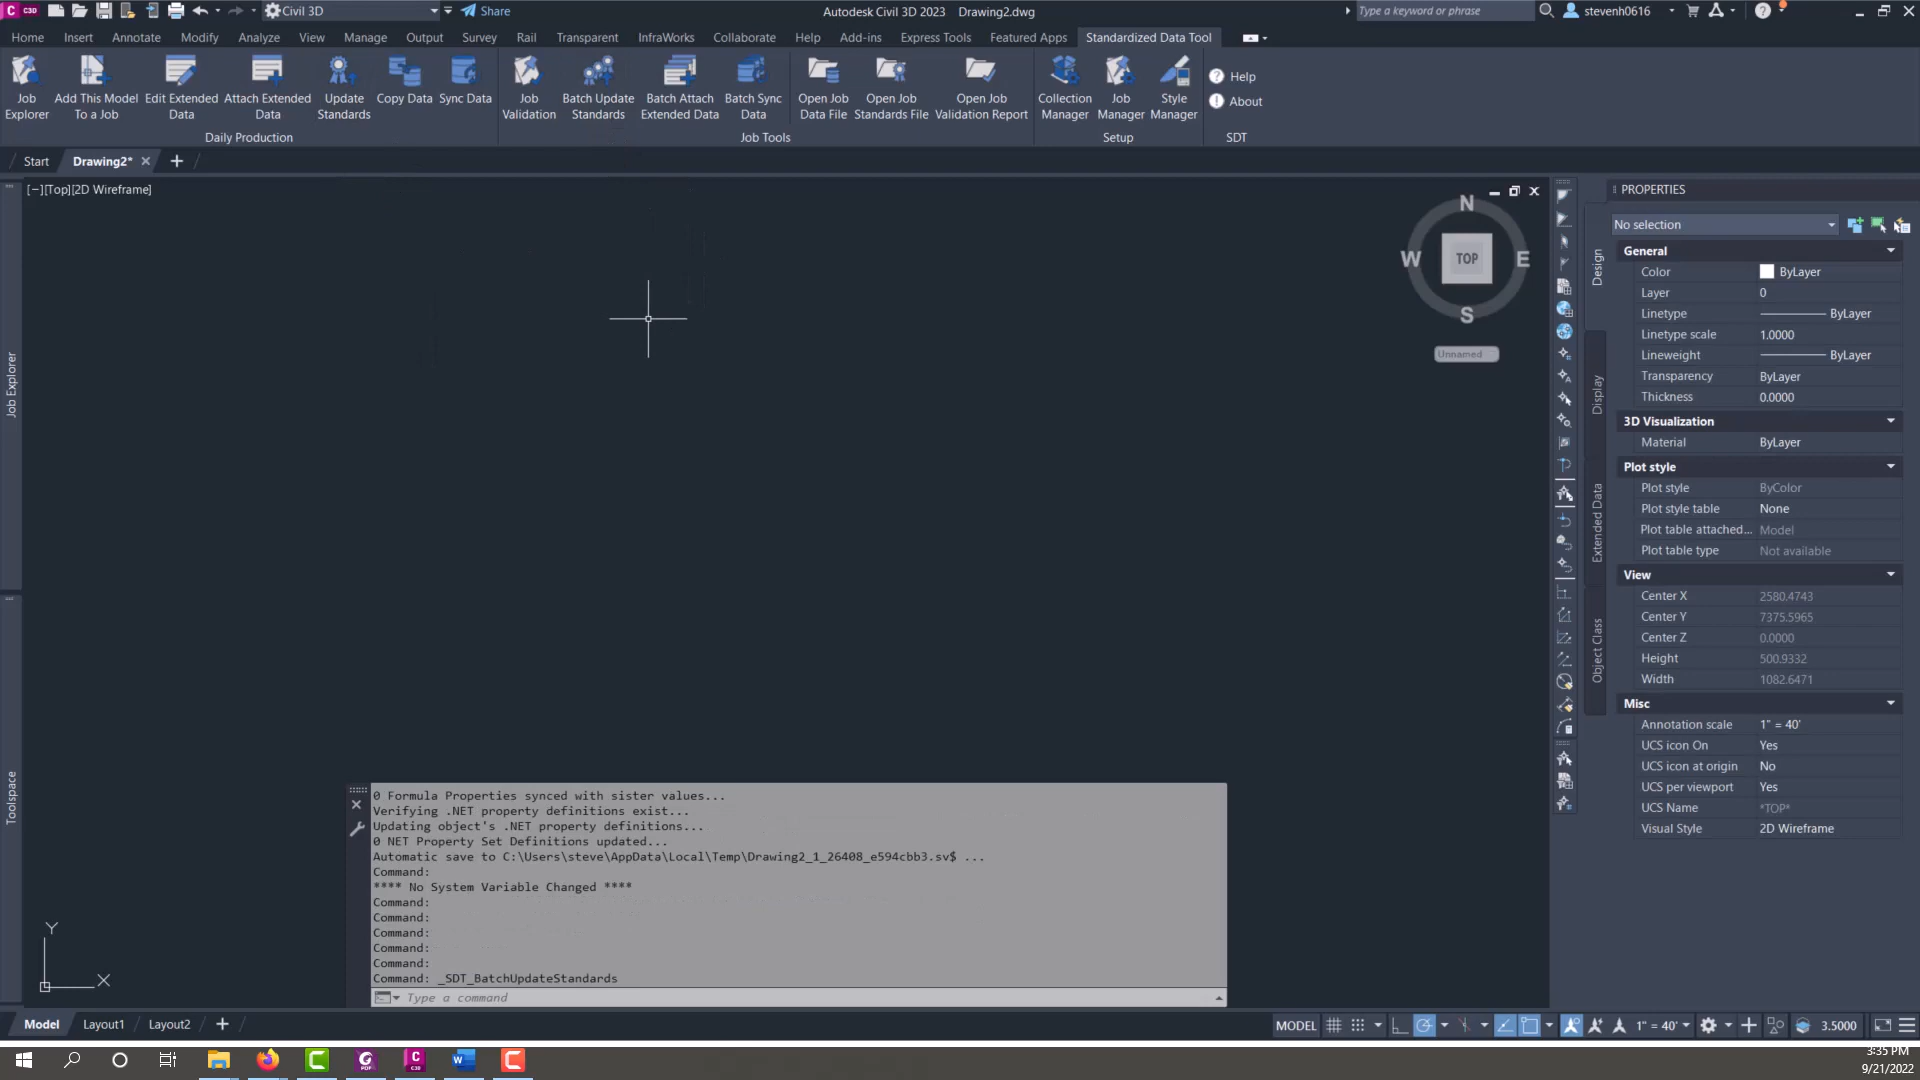 C C3D Civil 3D Share Autodesk Civil 3D 2023 Drawing2.dwg Type a keyword or phrase stevenh0616
Home Insert Annotate Modify Analyze View Manage Output Survey Rail Transparent InfraWorks Collaborate Help Add-ins Express Tools Featured Apps Standardized Data Tool
Job Explorer
Add This Model To a Job
Edit Extended Data
Attach Extended Data
Update Standards
Copy Data
Sync Data
Job Validation
Batch Update Standards
Batch Attach Extended Data
Batch Sync Data
Open Job Data File
Open Job Standards File
Open Job Validation Report
Collection Manager
Job Manager
Style Manager
Help
About
Daily Production Job Tools Setup SDT
Start Drawing2*
[−][Top][2D Wireframe]
Job Explorer
Toolspace
N
W TOP E
S
Unnamed
PROPERTIES
No selection
Design
Display
Extended Data
Object Class
General
Color ByLayer
Layer 0
Linetype ByLayer
Linetype scale 1.0000
Lineweight ByLayer
Transparency ByLayer
Thickness 0.0000
3D Visualization
Material ByLayer
Plot style
Plot style ByColor
Plot style table None
Plot table attached... Model
Plot table type Not available
View
Center X 2580.4743
Center Y 7375.5965
Center Z 0.0000
Height 500.9332
Width 1082.6471
Misc
Annotation scale 1" = 40'
UCS icon On Yes
UCS icon at origin No
UCS per viewport Yes
UCS Name *TOP*
Visual Style 2D Wireframe
0 Formula Properties synced with sister values...
Verifying .NET property definitions exist...
Updating object's .NET property definitions...
0 NET Property Set Definitions updated...
Automatic save to C:\Users\steve\AppData\Local\Temp\Drawing2_1_26408_e594cbb3.sv$ ...
Command:
**** No System Variable Changed ****
Command:
Command:
Command:
Command:
Command:
Command: _SDT_BatchUpdateStandards
Type a command
Y
X
Model Layout1 Layout2
MODEL 1" = 40' 3.5000
3:35 PM
9/21/2022